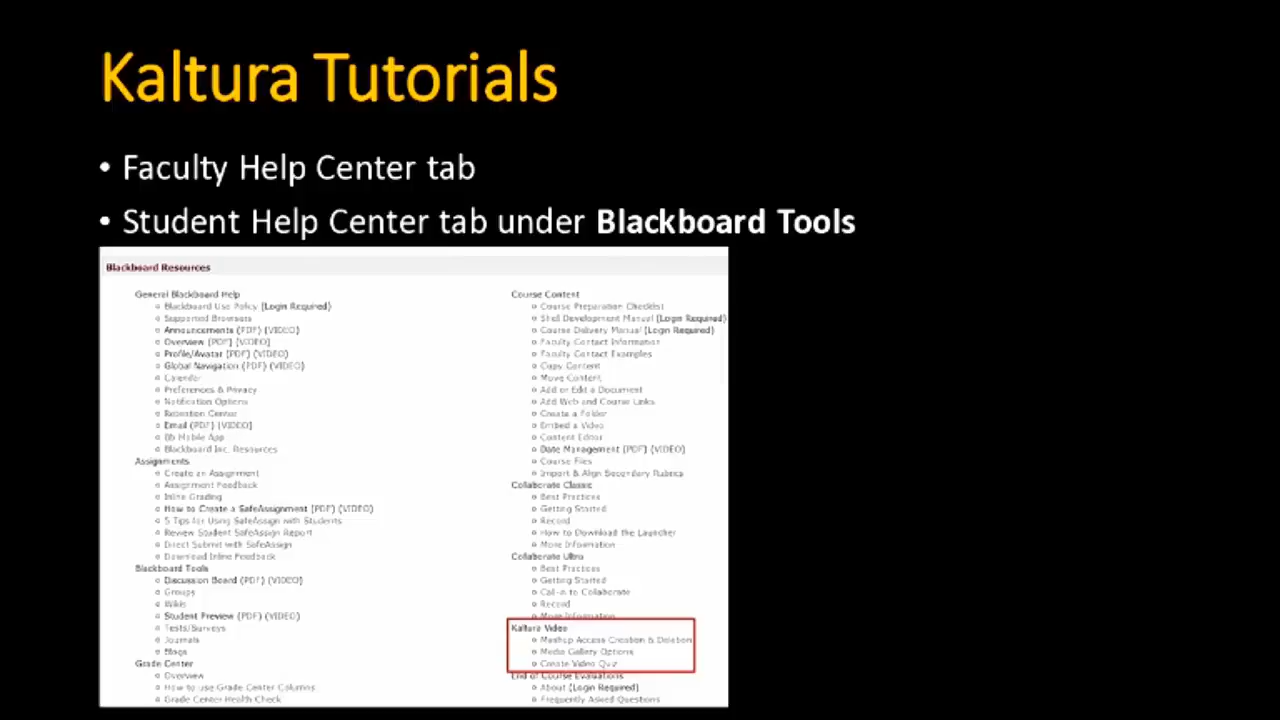 Kaltura Tutorials
• Faculty Help Center tab
• Student Help Center tab under Blackboard Tools
Blackboard Resources
General Blackboard Help
Blackboard Use Policy (Login Required)
Supported Browsers
Announcements (PDF) (VIDEO)
Overview (PDF) (VIDEO)
Profile/Avatar (PDF) (VIDEO)
Global Navigation (PDF) (VIDEO)
Calendar
Preferences & Privacy
Notification Options
Retention Center
Email (PDF) (VIDEO)
Bb Mobile App
Blackboard Inc. Resources
Assignments
Create an Assignment
Assignment Feedback
Inline Grading
How to Create a SafeAssignment (PDF) (VIDEO)
5 Tips for Using SafeAssign with Students
Review Student SafeAssign Report
Direct Submit with SafeAssign
Download Inline Feedback
Blackboard Tools
Discussion Board (PDF) (VIDEO)
Groups
Wikis
Student Preview (PDF) (VIDEO)
Tests/Surveys
Journals
Blogs
Grade Center
Overview
How to use Grade Center Columns
Grade Center Health Check
Course Content
Course Preparation Checklist
Shell Development Manual (Login Required)
Course Delivery Manual (Login Required)
Faculty Contact Information
Faculty Contact Examples
Copy Content
Move Content
Add or Edit a Document
Add Web and Course Links
Create a Folder
Embed a Video
Content Editor
Date Management (PDF) (VIDEO)
Course Files
Import & Align Secondary Rubrics
Collaborate Classic
Best Practices
Getting Started
Record
How to Download the Launcher
More Information
Collaborate Ultra
Best Practices
Getting Started
Call-in to Collaborate
Record
More Information
Kaltura Video
Mashup Access Creation & Deletion
Media Gallery Options
Create Video Quiz
End of Course Evaluations
About (Login Required)
Frequently Asked Questions